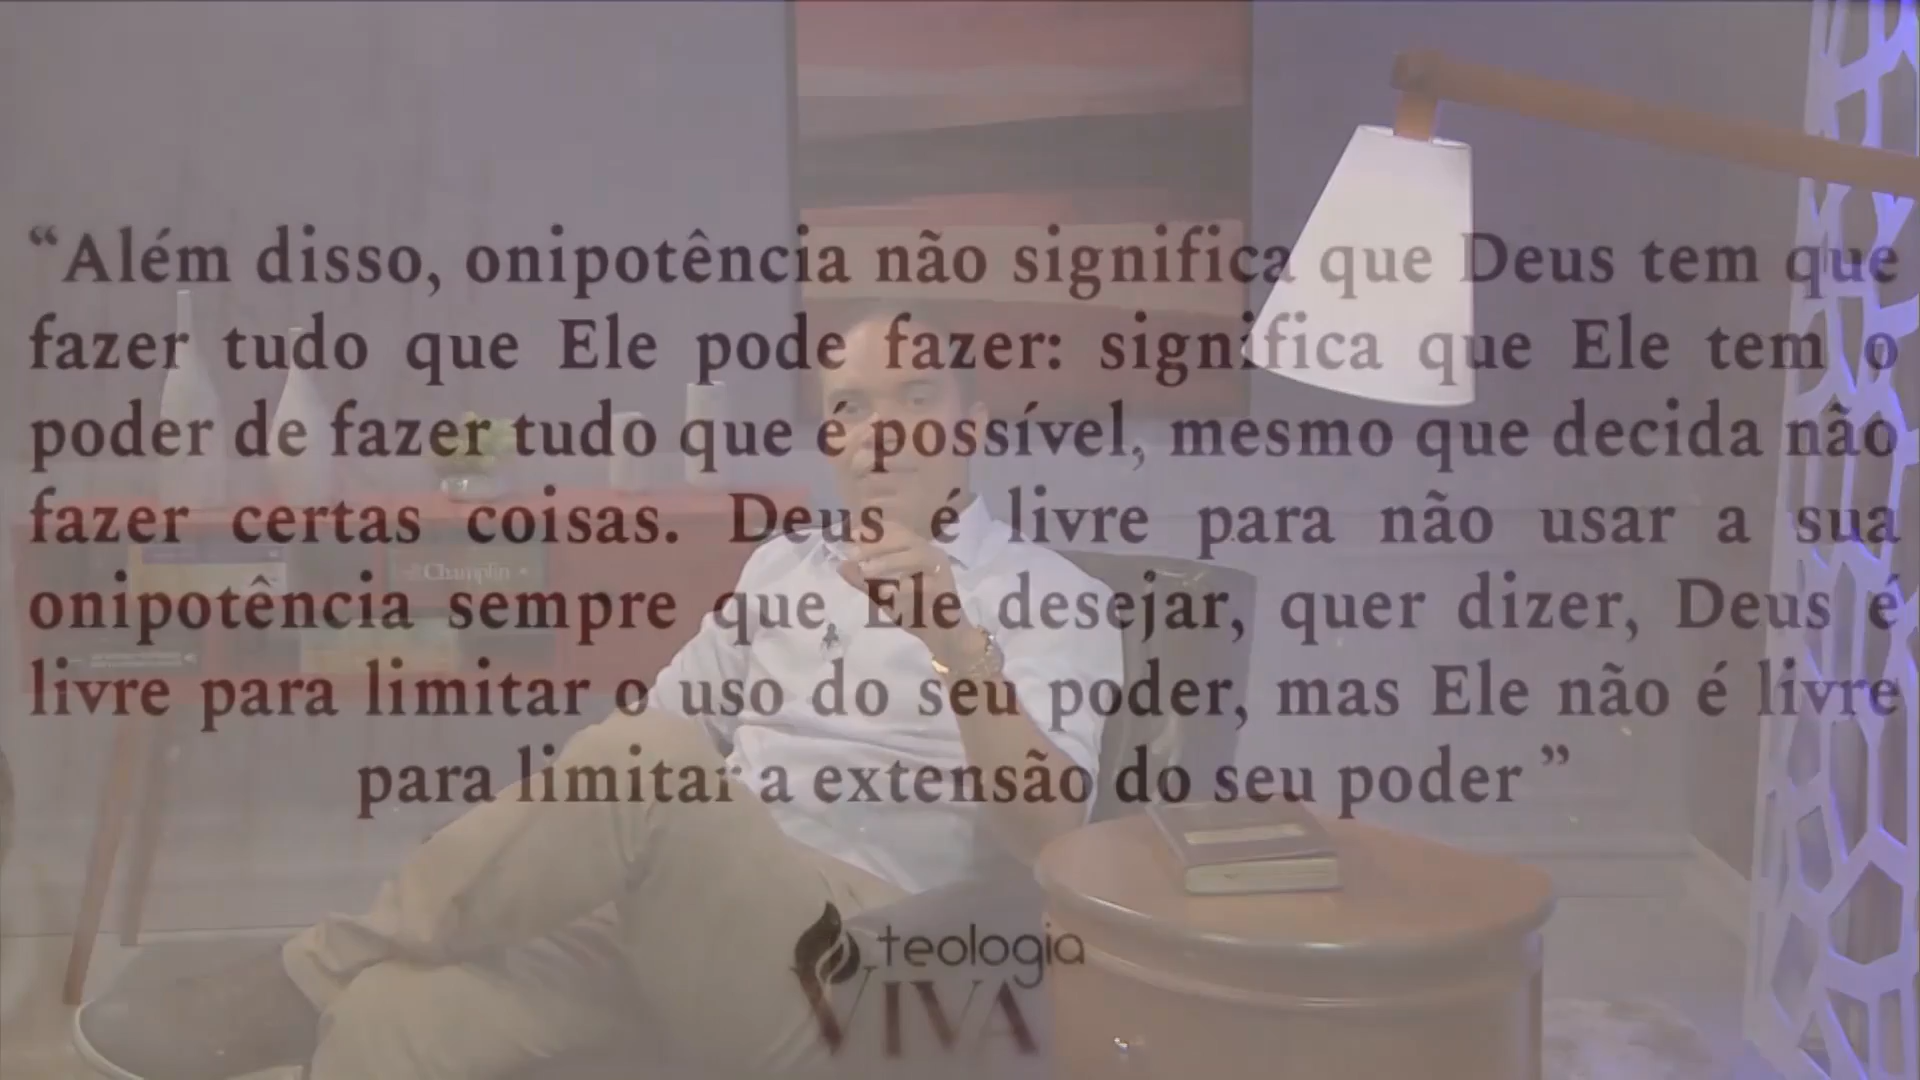 “Além disso, onipotência não significa que Deus tem que
fazer tudo que Ele pode fazer: significa que Ele tem o
poder de fazer tudo que é possível, mesmo que decida não
fazer certas coisas. Deus é livre para não usar a sua
onipotência sempre que Ele desejar, quer dizer, Deus é
livre para limitar o uso do seu poder, mas Ele não é livre
para limitar a extensão do seu poder”
Champlin
teologia
VIVA